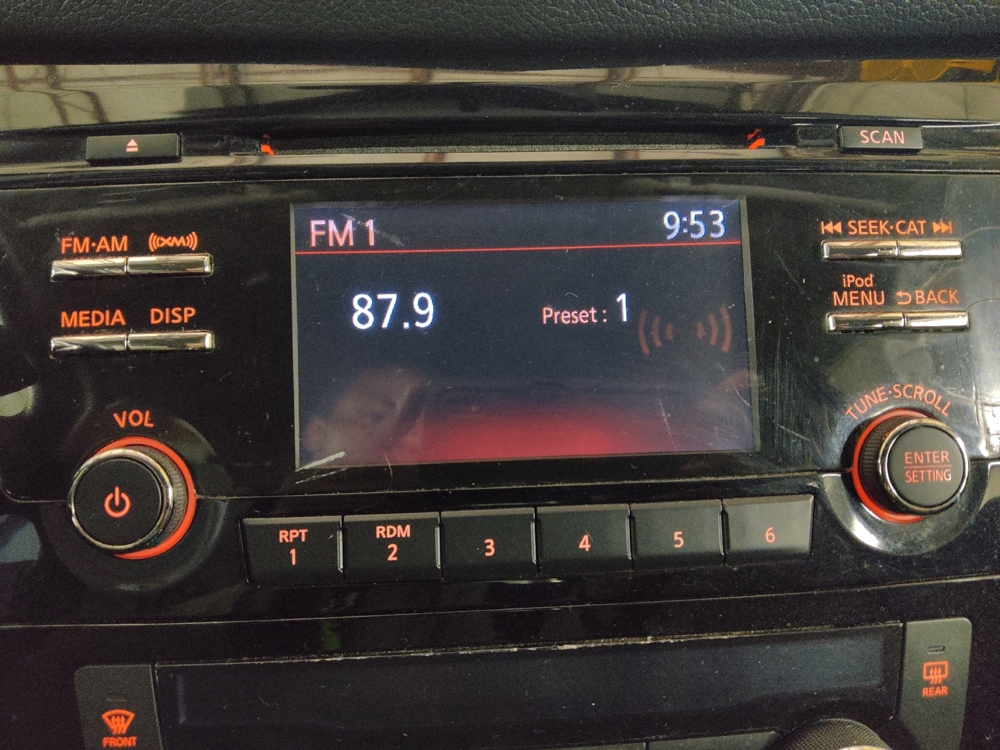 SCAN
FM 1 9:53
87.9 Preset : 1
FM·AM XM
MEDIA DISP
VOL
SEEK·CAT
iPod
MENU BACK
TUNE·SCROLL
ENTER
SETTING
RPT RDM
1 2 3 4 5 6
FRONT
REAR